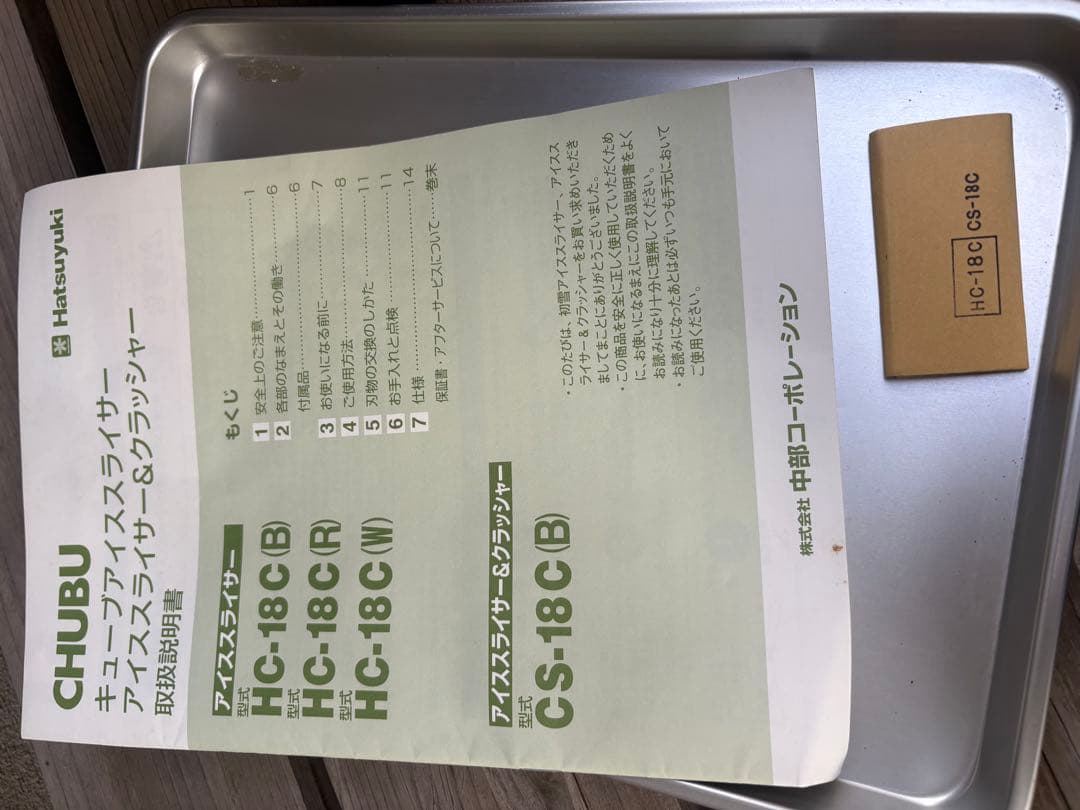 CHUBU
Hatsuyuki
キューブアイススライサー
アイススライサー&クラッシャー
取扱説明書
アイススライサー
型式
HC-18C(B)
型式
HC-18C(R)
型式
HC-18C(W)
アイススライサー&クラッシャー
型式
CS-18C(B)
もくじ
1 安全上のご注意……………1
2 各部のなまえとその働き……6
付属品……………6
3 お使いになる前に……………7
4 ご使用方法……………8
5 刃物の交換のしかた……………11
6 お手入れと点検……………11
7 仕様……………14
保証書・アフターサービスについて……巻末
・このたびは、初雪アイススライサー、アイスス
ライサー&クラッシャーをお買い求めいただき
ましてまことにありがとうございました。
・この商品を安全に正しく使用していただくため
に、お使いになるまえにこの取扱説明書をよく
お読みになり十分に理解してください。
・お読みになったあとは必ずいつも手元において
ご使用ください。
株式会社 中部コーポレーション
HC-18C CS-18C